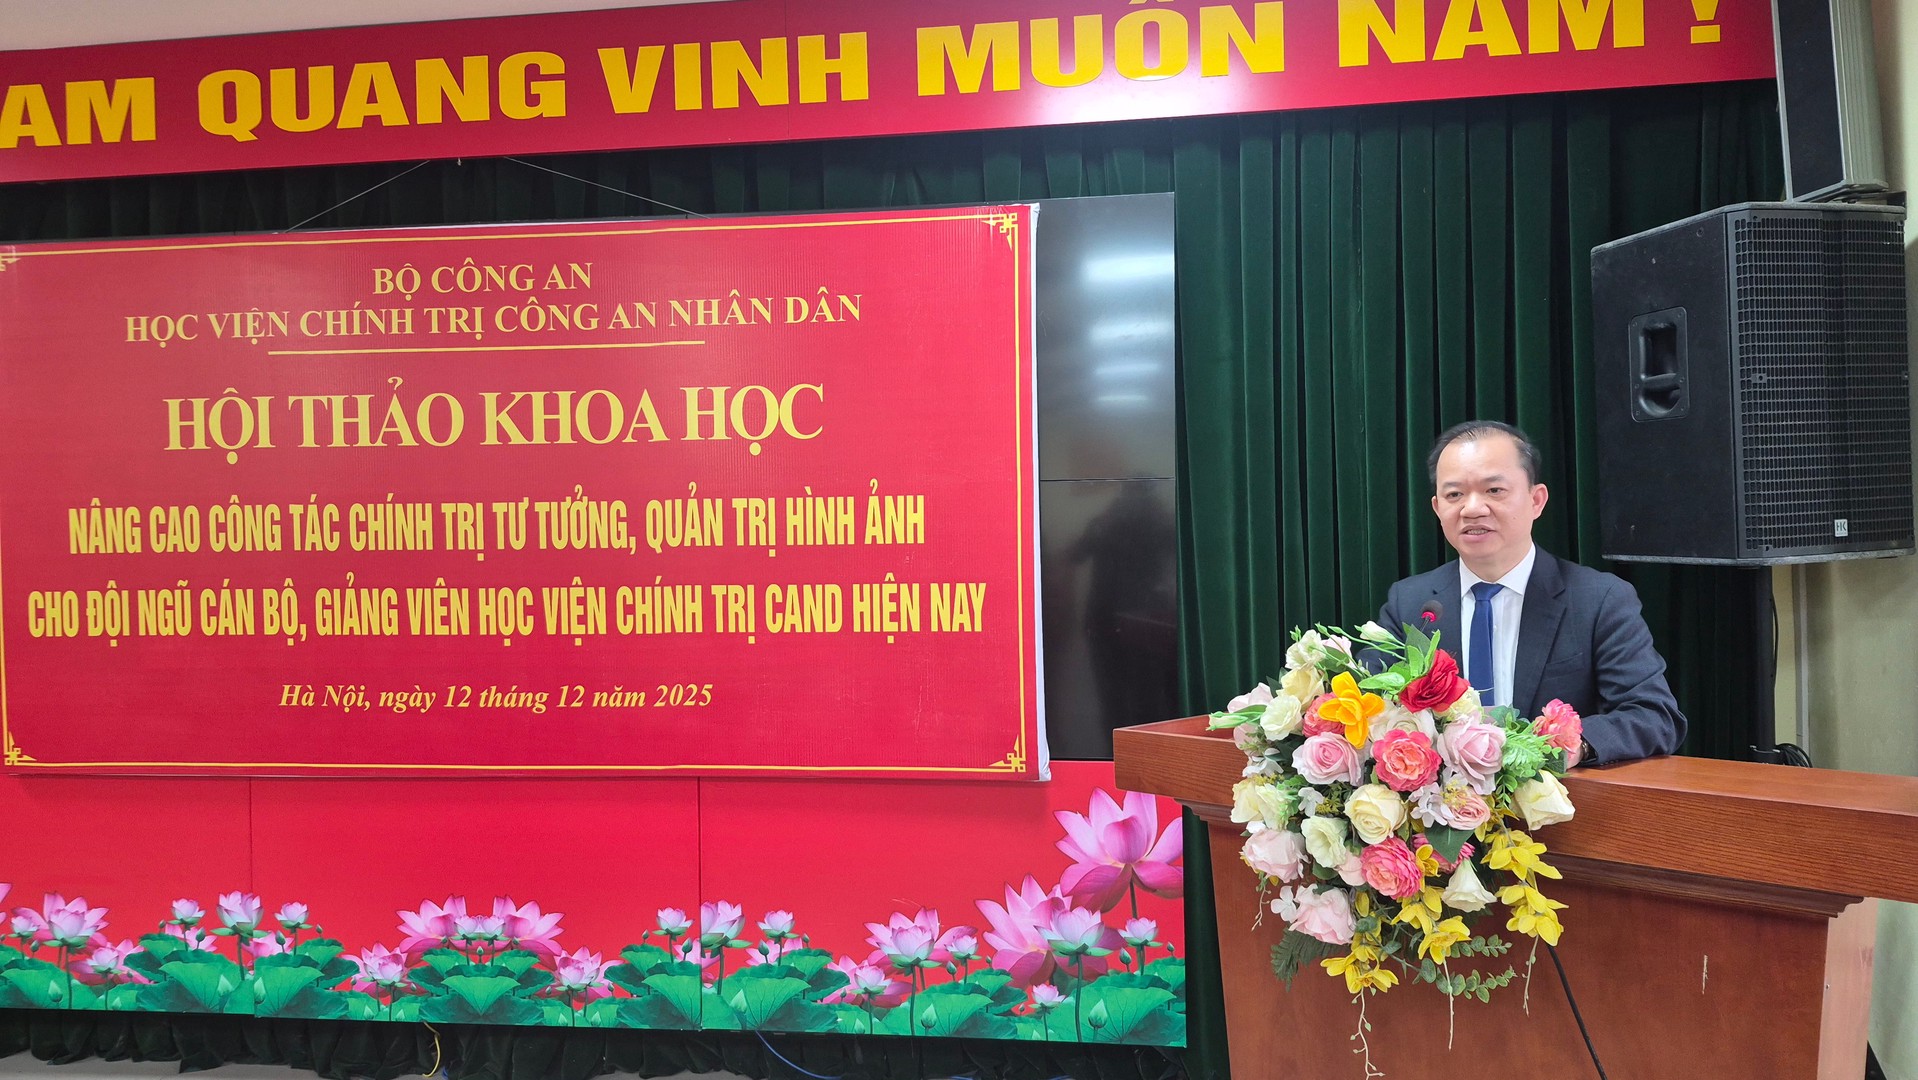 AM QUANG VINH MUÔN NĂM !
BỘ CÔNG AN
HỌC VIỆN CHÍNH TRỊ CÔNG AN NHÂN DÂN
HỘI THẢO KHOA HỌC
NÂNG CAO CÔNG TÁC CHÍNH TRỊ TƯ TƯỞNG, QUẢN TRỊ HÌNH ẢNH
CHO ĐỘI NGŨ CÁN BỘ, GIẢNG VIÊN HỌC VIỆN CHÍNH TRỊ CAND HIỆN NAY
Hà Nội, ngày 12 tháng 12 năm 2025